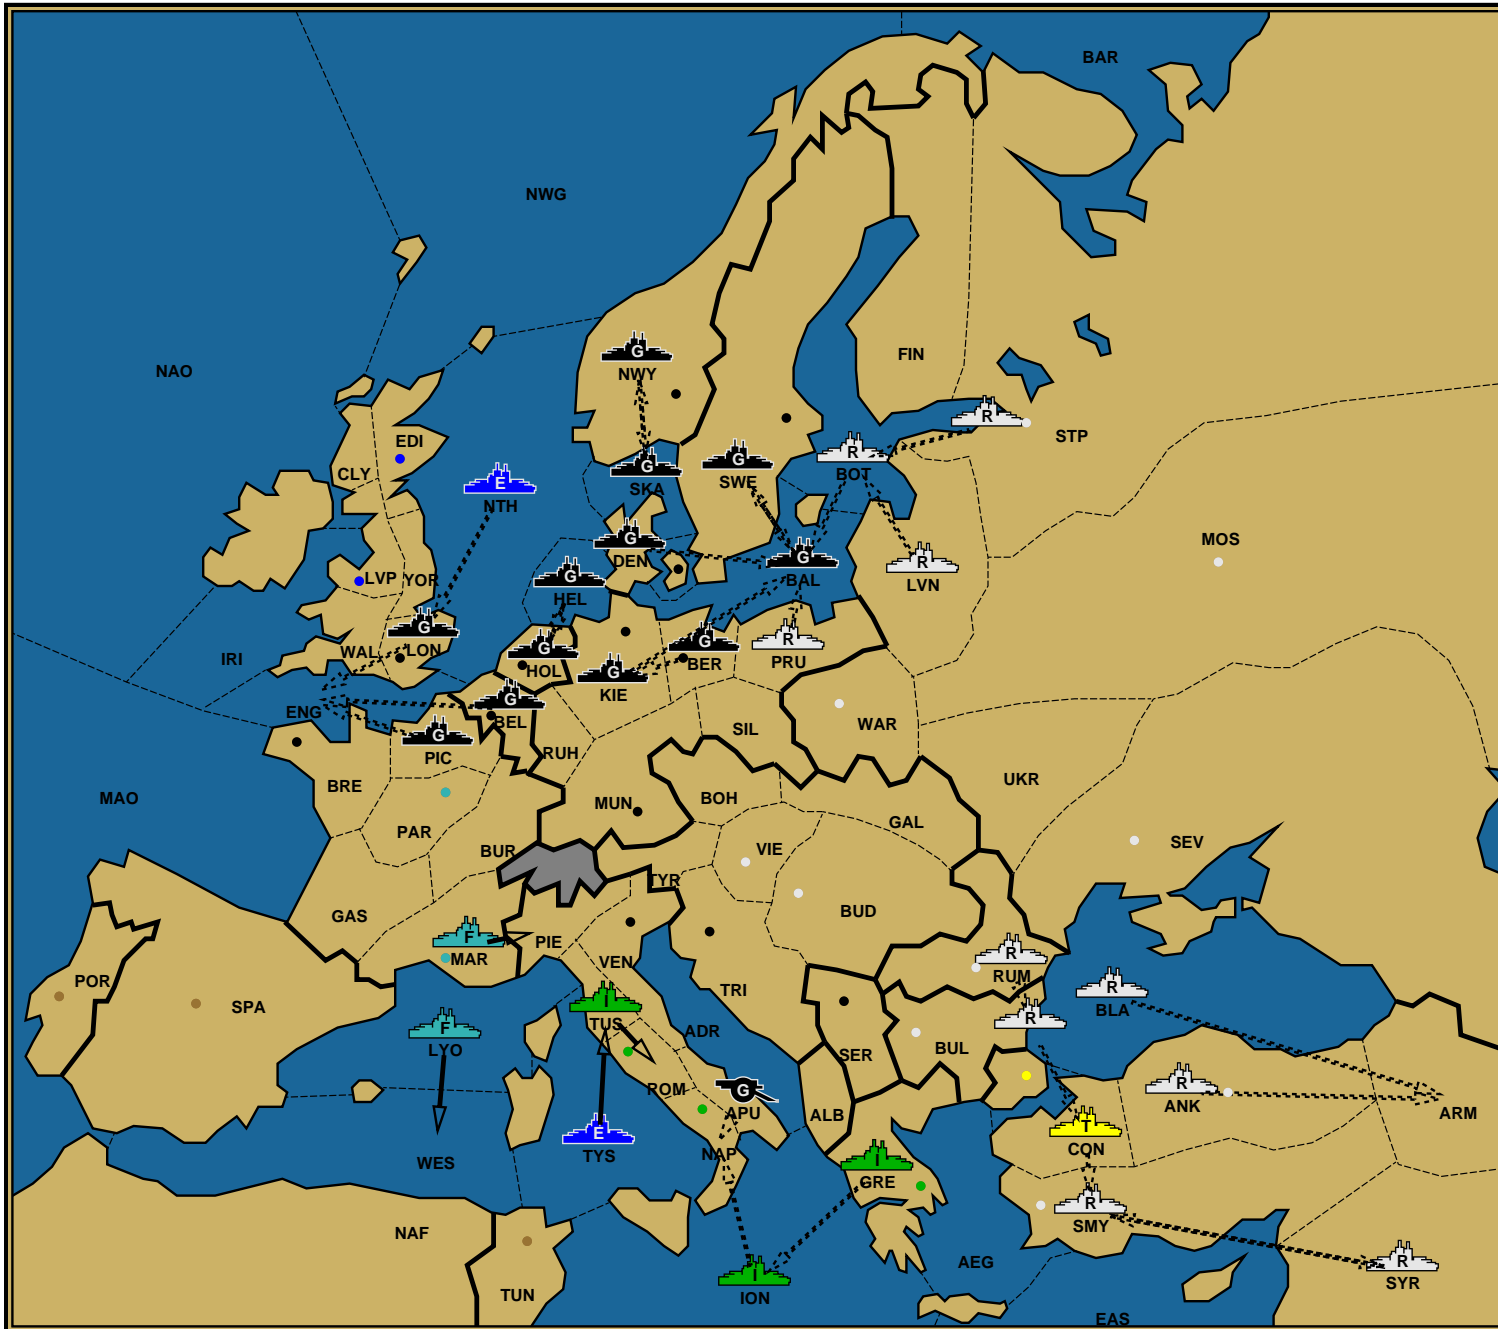 BAR
NWG
NAO
G
NWY
FIN
R
STP
EDI
CLY
E
NTH
G
SKA
G
SWE
R
BOT
MOS
G
DEN
G
BAL
R
LVN
LVP YOR
G
HEL
G
LON
WAL
IRI
G
HOL
G
KIE
G
BER
R
PRU
ENG
G
BEL
G
PIC
RUH
SIL
WAR
UKR
BRE
MAO
MUN
BOH
GAL
PAR
BUR
VIE
SEV
TYR
GAS
BUD
F
MAR
PIE
VEN
R
RUM
POR
SPA
TRI
I
TUS
R
BLA
F
LYO
ADR
R
BUL
SER
ROM
G
APU
ALB
R
ANK
ARM
E
TYS
T
CON
WES
NAP
I
GRE
R
SMY
NAF
AEG
R
SYR
I
ION
TUN
EAS